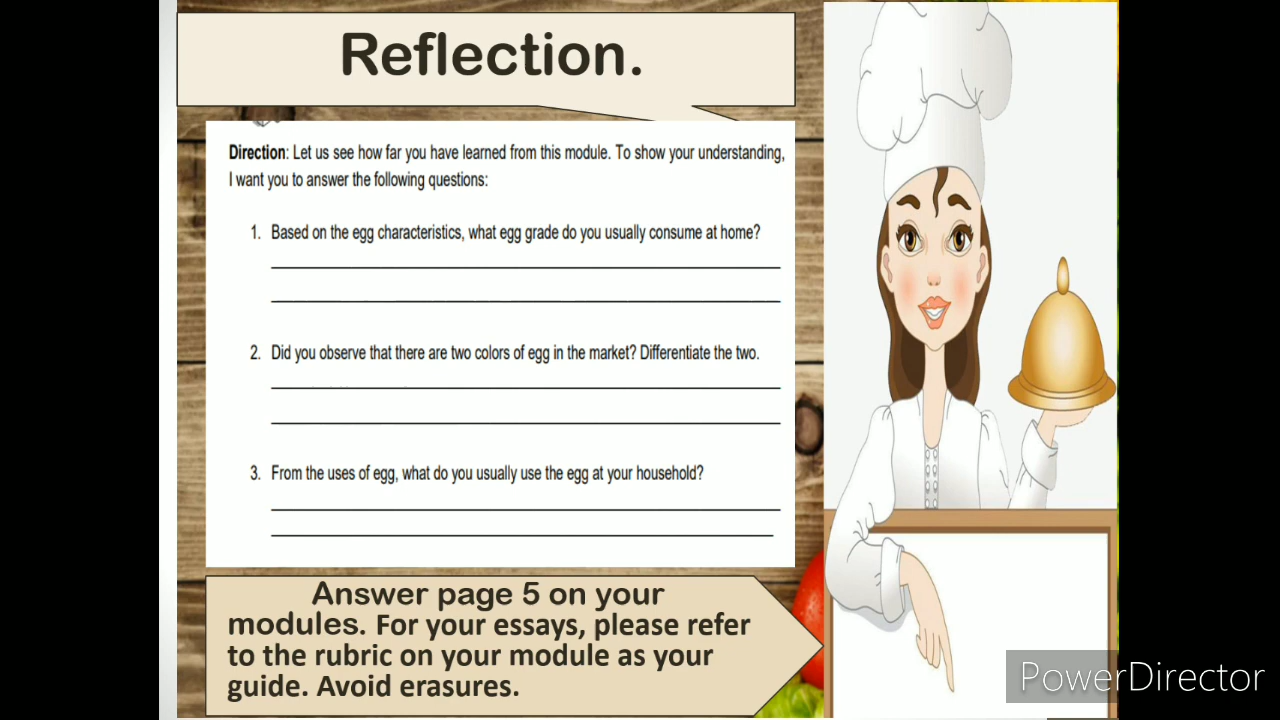 Reflection.
Direction: Let us see how far you have learned from this module. To show your understanding,
I want you to answer the following questions:
1. Based on the egg characteristics, what egg grade do you usually consume at home?
2. Did you observe that there are two colors of egg in the market? Differentiate the two.
3. From the uses of egg, what do you usually use the egg at your household?
Answer page 5 on your
modules. For your essays, please refer
to the rubric on your module as your
guide. Avoid erasures.
PowerDirector